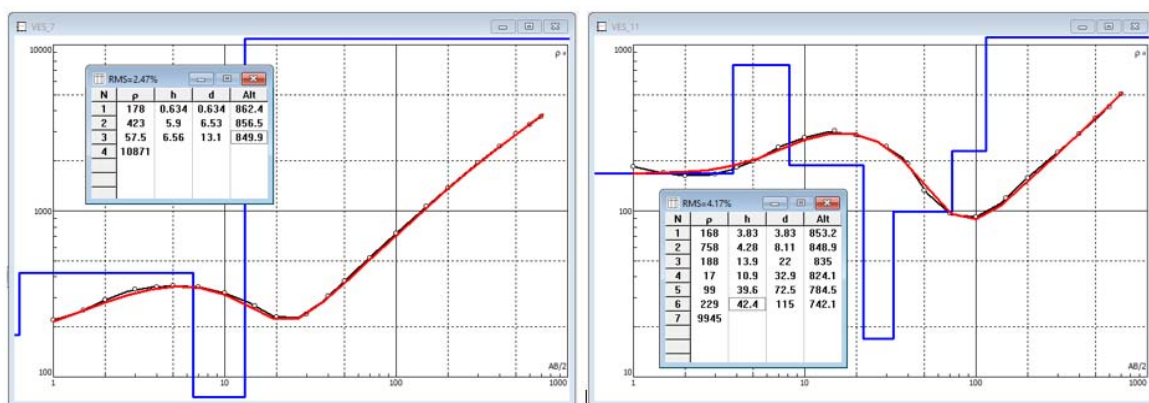 VES_7
10000
ρ
RMS=2.47%
N ρ h d Alt
1 178 0.634 0.634 862.4
2 423 5.9 6.53 856.5
3 57.5 6.56 13.1 849.9
4 10871
1000
100
AB/2
1 10 100 1000
VES_11
1000
ρ
100
RMS=4.17%
N ρ h d Alt
1 168 3.83 3.83 853.2
2 758 4.28 8.11 848.9
3 188 13.9 22 835
4 17 10.9 32.9 824.1
5 99 39.6 72.5 784.5
6 229 42.4 115 742.1
7 9945
10
AB/2
1 10 100 1000